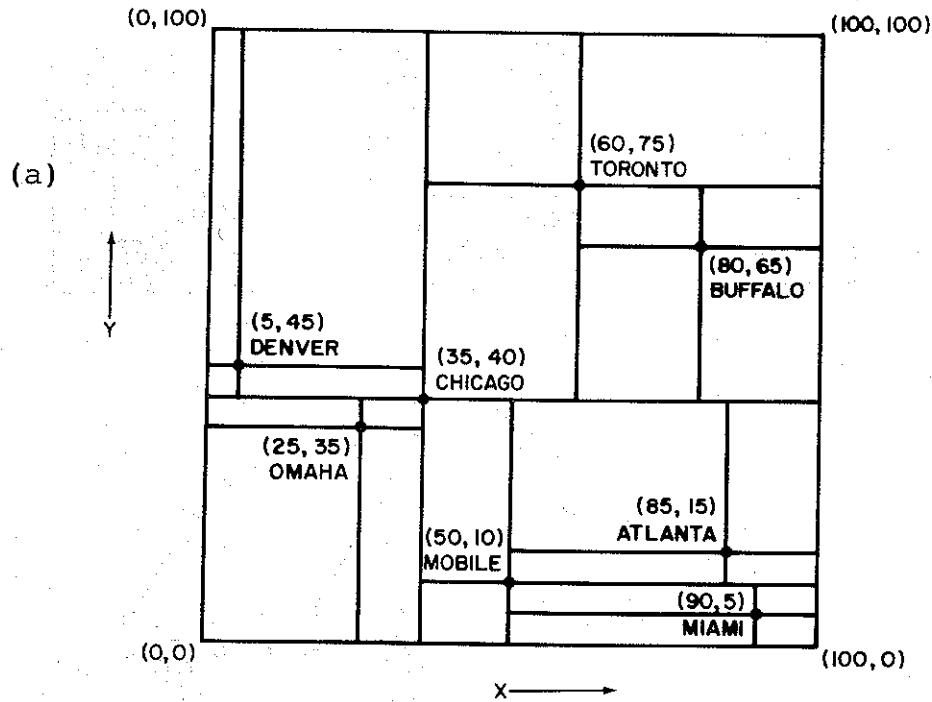 (0,100)
(100,100)
(a)
(60,75)
TORONTO
(80,65)
BUFFALO
Y
(5,45)
DENVER
(35,40)
CHICAGO
(25,35)
OMAHA
(85,15)
ATLANTA
(50,10)
MOBILE
(90,5)
MIAMI
(0,0)
(100,0)
X